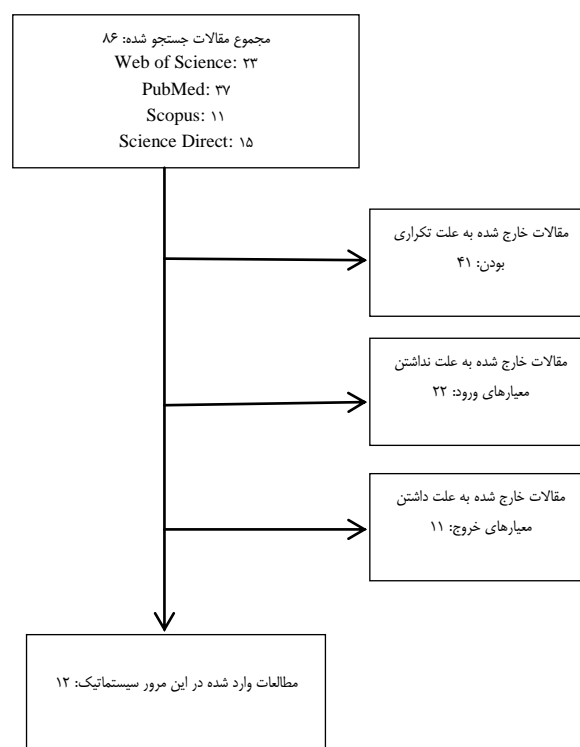 مجموع مقالات جستجو شده: ۸۶
Web of Science: ۲۳
PubMed: ۳۷
Scopus: ۱۱
Science Direct: ۱۵
مقالات خارج شده به علت تکراری
بودن: ۴۱
مقالات خارج شده به علت نداشتن
معیارهای ورود: ۲۲
مقالات خارج شده به علت داشتن
معیارهای خروج: ۱۱
مطالعات وارد شده در این مرور سیستماتیک: ۱۲